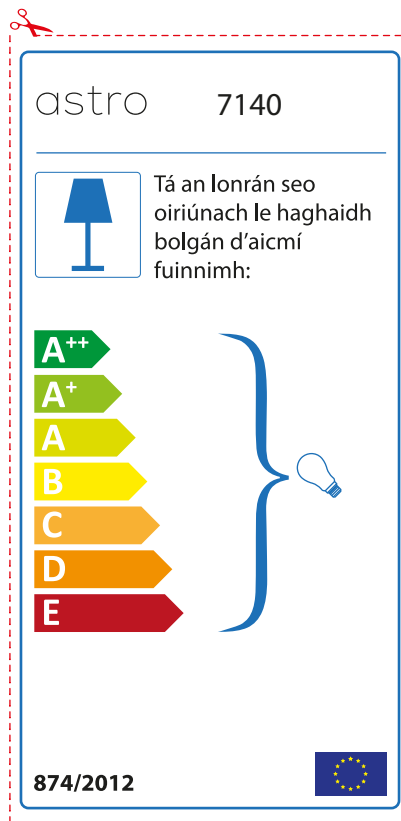 astro 7140
Tá an lonrán seo
oiriúnach le haghaidh
bolgán d'aicmí
fuinnimh:
A++
A+
A
B
C
D
E
874/2012